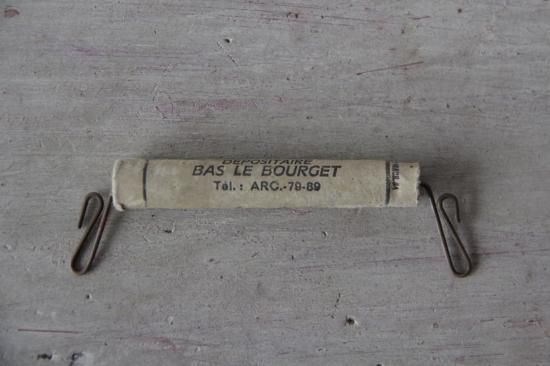 DEPOSITAIRE
BAS LE BOURGET
Tél.: ARC.-79-89